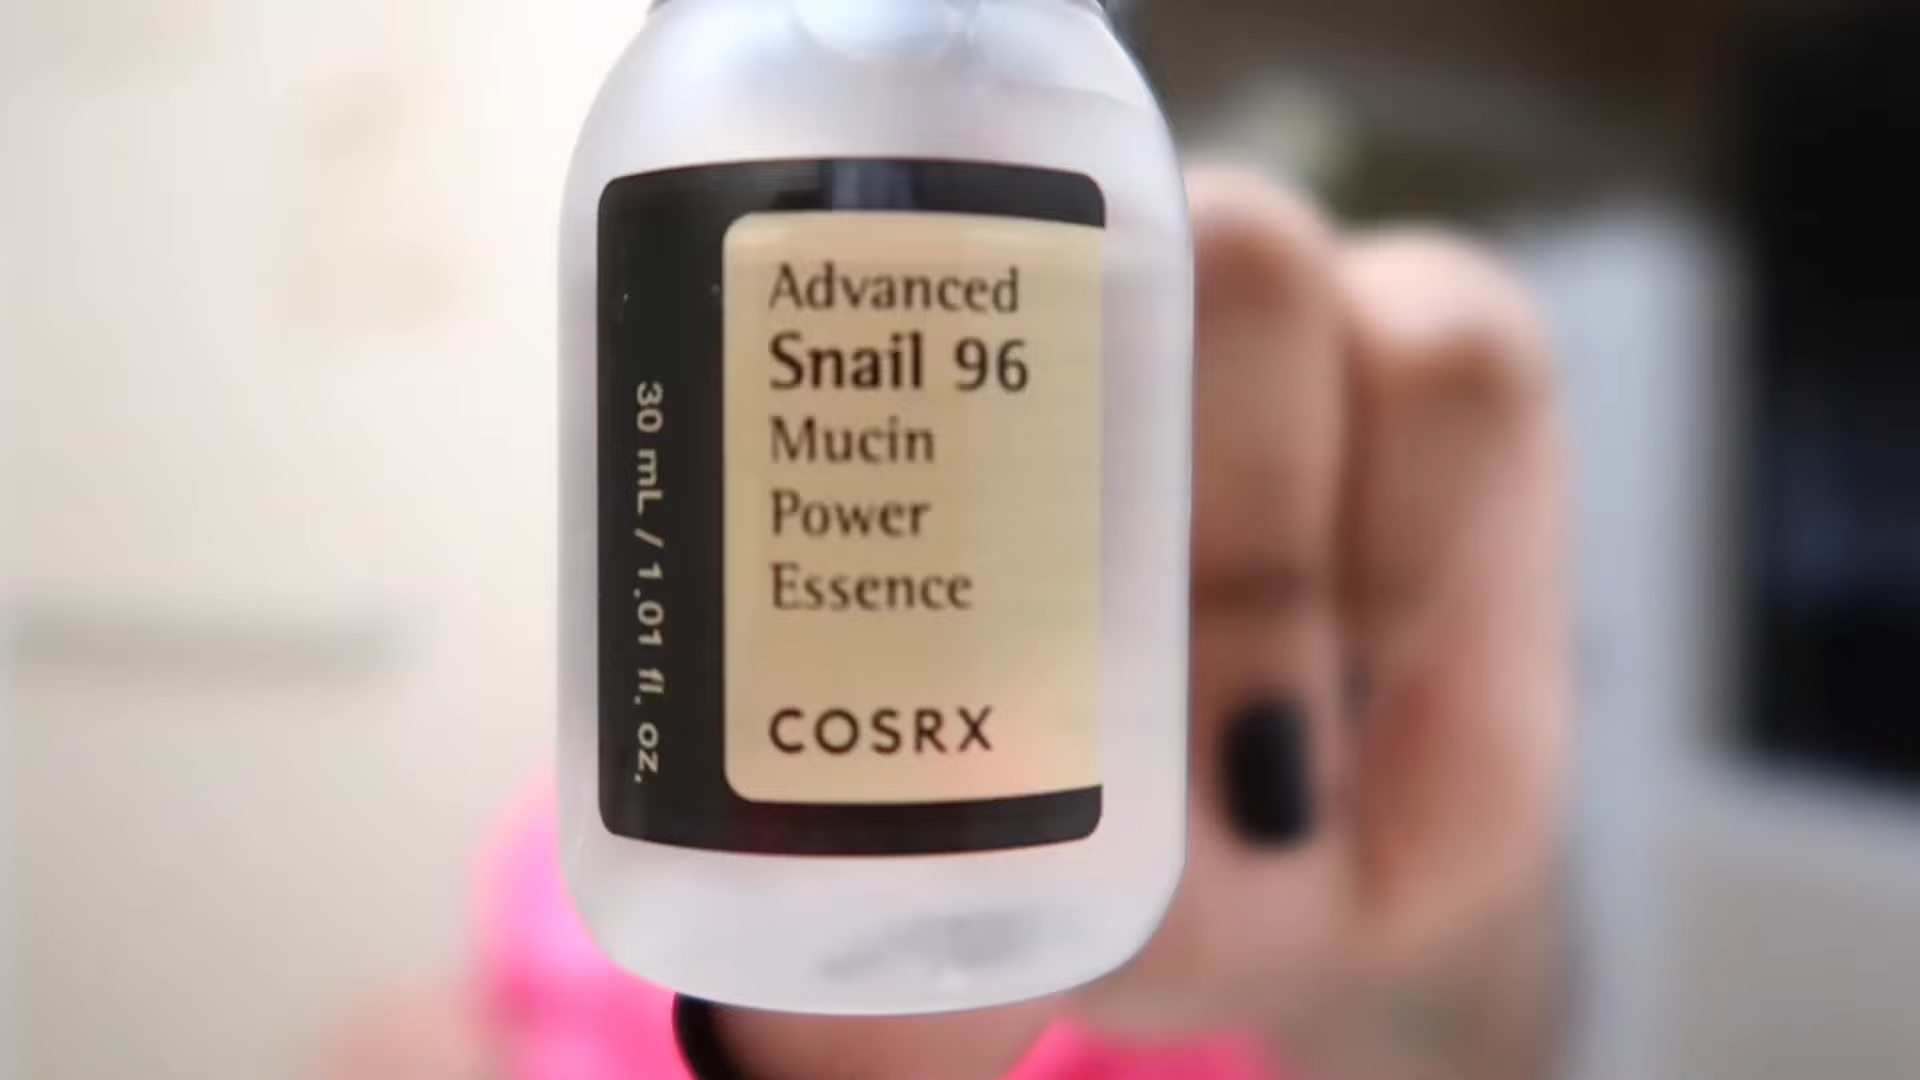 Advanced
Snail 96
Mucin
Power
Essence
COSRX
30 mL / 1.01 fl. oz.